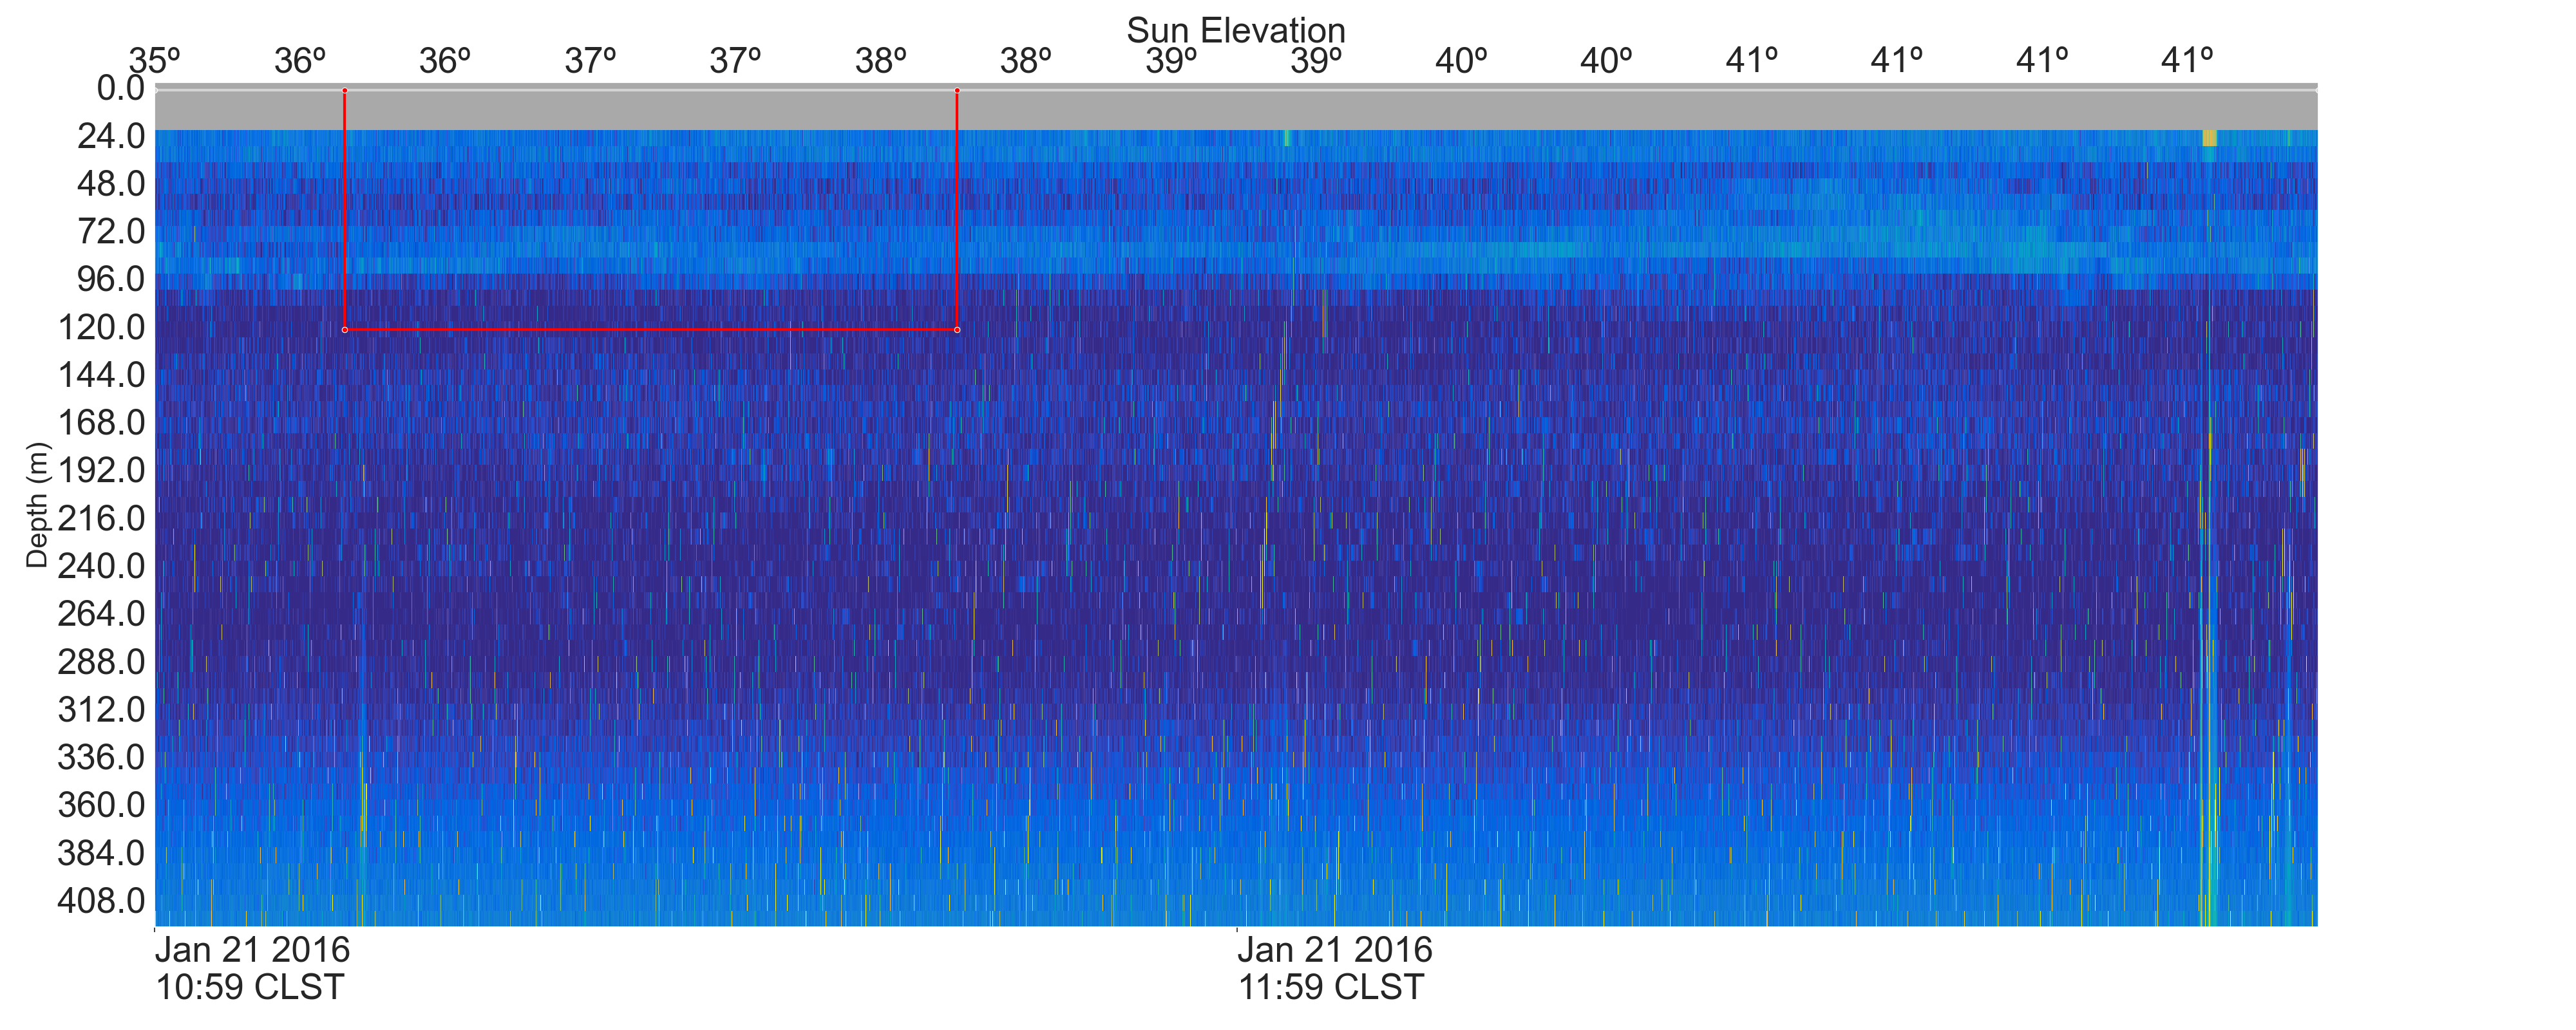 Sun Elevation
35º 36º 36º 37º 37º 38º 38º 39º 39º 40º 40º 41º 41º 41º 41º
0.0
24.0
48.0
72.0
96.0
120.0
144.0
168.0
192.0
216.0
240.0
264.0
288.0
312.0
336.0
360.0
384.0
408.0
Depth (m)
Jan 21 2016
10:59 CLST
Jan 21 2016
11:59 CLST